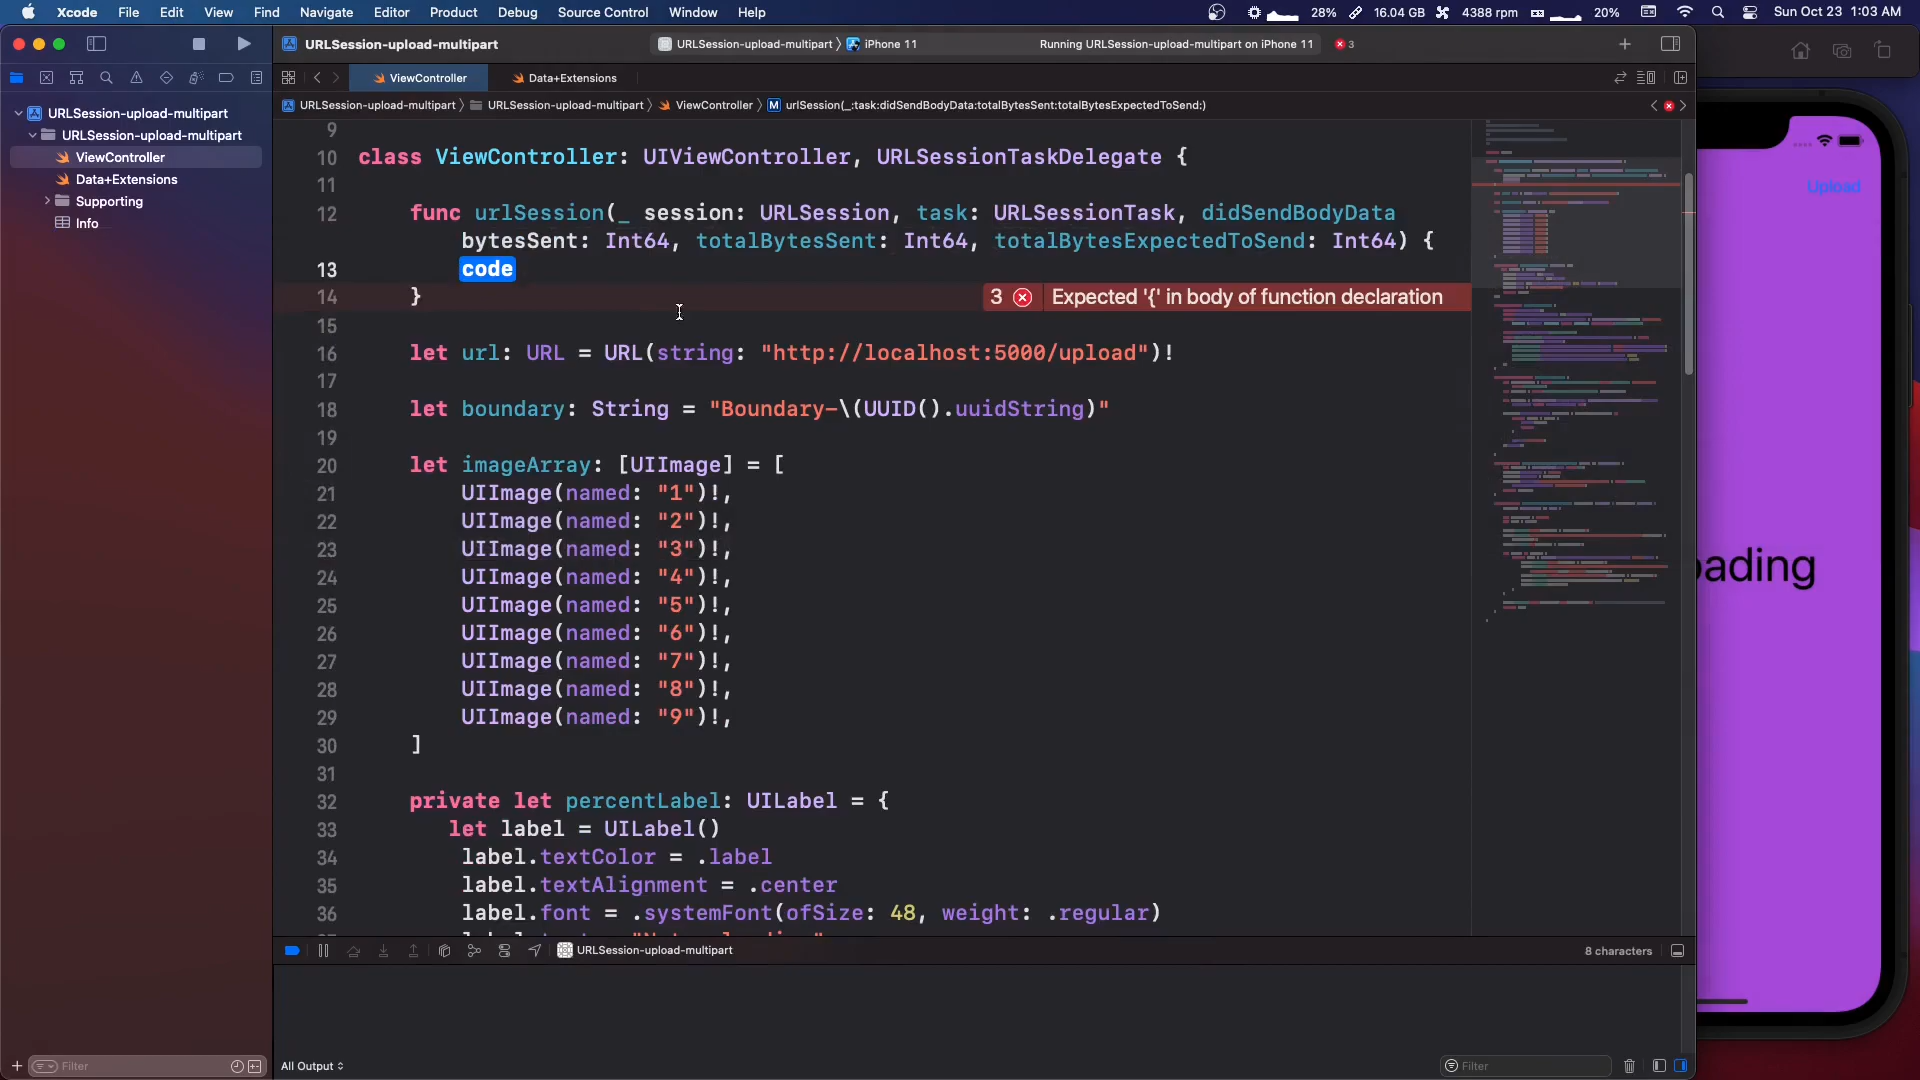 Xcode File Edit View Find Navigate Editor Product Debug Source Control Window Help 28% 16.04 GB 4388 rpm 20% Sun Oct 23 1:03 AM
URLSession-upload-multipart URLSession-upload-multipart iPhone 11 Running URLSession-upload-multipart on iPhone 11 3
ViewController Data+Extensions
URLSession-upload-multipart URLSession-upload-multipart ViewController M urlSession(_:task:didSendBodyData:totalBytesSent:totalBytesExpectedToSend:)
URLSession-upload-multipart
URLSession-upload-multipart
ViewController
Data+Extensions
Supporting
Info
9
10 class ViewController: UIViewController, URLSessionTaskDelegate {
11
12 func urlSession(_ session: URLSession, task: URLSessionTask, didSendBodyData
bytesSent: Int64, totalBytesSent: Int64, totalBytesExpectedToSend: Int64) {
13 code
14 } 3 Expected '{' in body of function declaration
15
16 let url: URL = URL(string: "http://localhost:5000/upload")!
17
18 let boundary: String = "Boundary-\(UUID().uuidString)"
19
20 let imageArray: [UIImage] = [
21 UIImage(named: "1")!,
22 UIImage(named: "2")!,
23 UIImage(named: "3")!,
24 UIImage(named: "4")!,
25 UIImage(named: "5")!,
26 UIImage(named: "6")!,
27 UIImage(named: "7")!,
28 UIImage(named: "8")!,
29 UIImage(named: "9")!,
30 ]
31
32 private let percentLabel: UILabel = {
33 let label = UILabel()
34 label.textColor = .label
35 label.textAlignment = .center
36 label.font = .systemFont(ofSize: 48, weight: .regular)
Upload
ading
URLSession-upload-multipart 8 characters
Filter All Output Filter